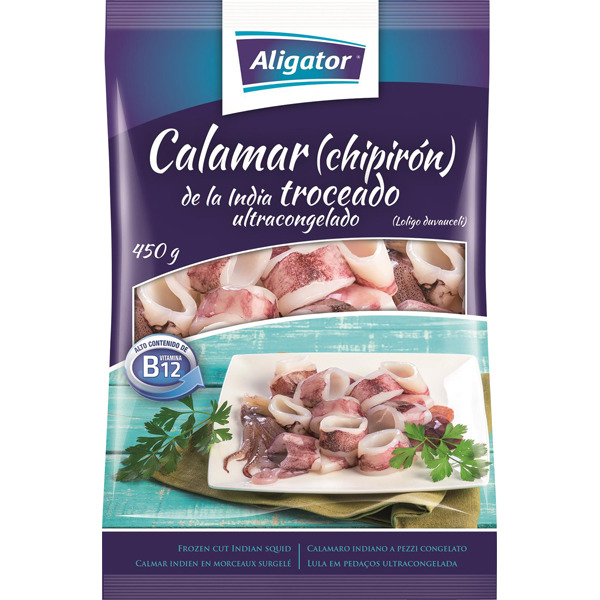 Aligator®
Calamar (chipirón)
de la India troceado
ultracongelado
(Loligo duvauceli)
450 g
ALTO CONTENIDO DE
VITAMINA
B12
FROZEN CUT INDIAN SQUID
CALMAR INDIEN EN MORCEAUX SURGELÉ
CALAMARO INDIANO A PEZZI CONGELATO
LULA EM PEDAÇOS ULTRACONGELADA